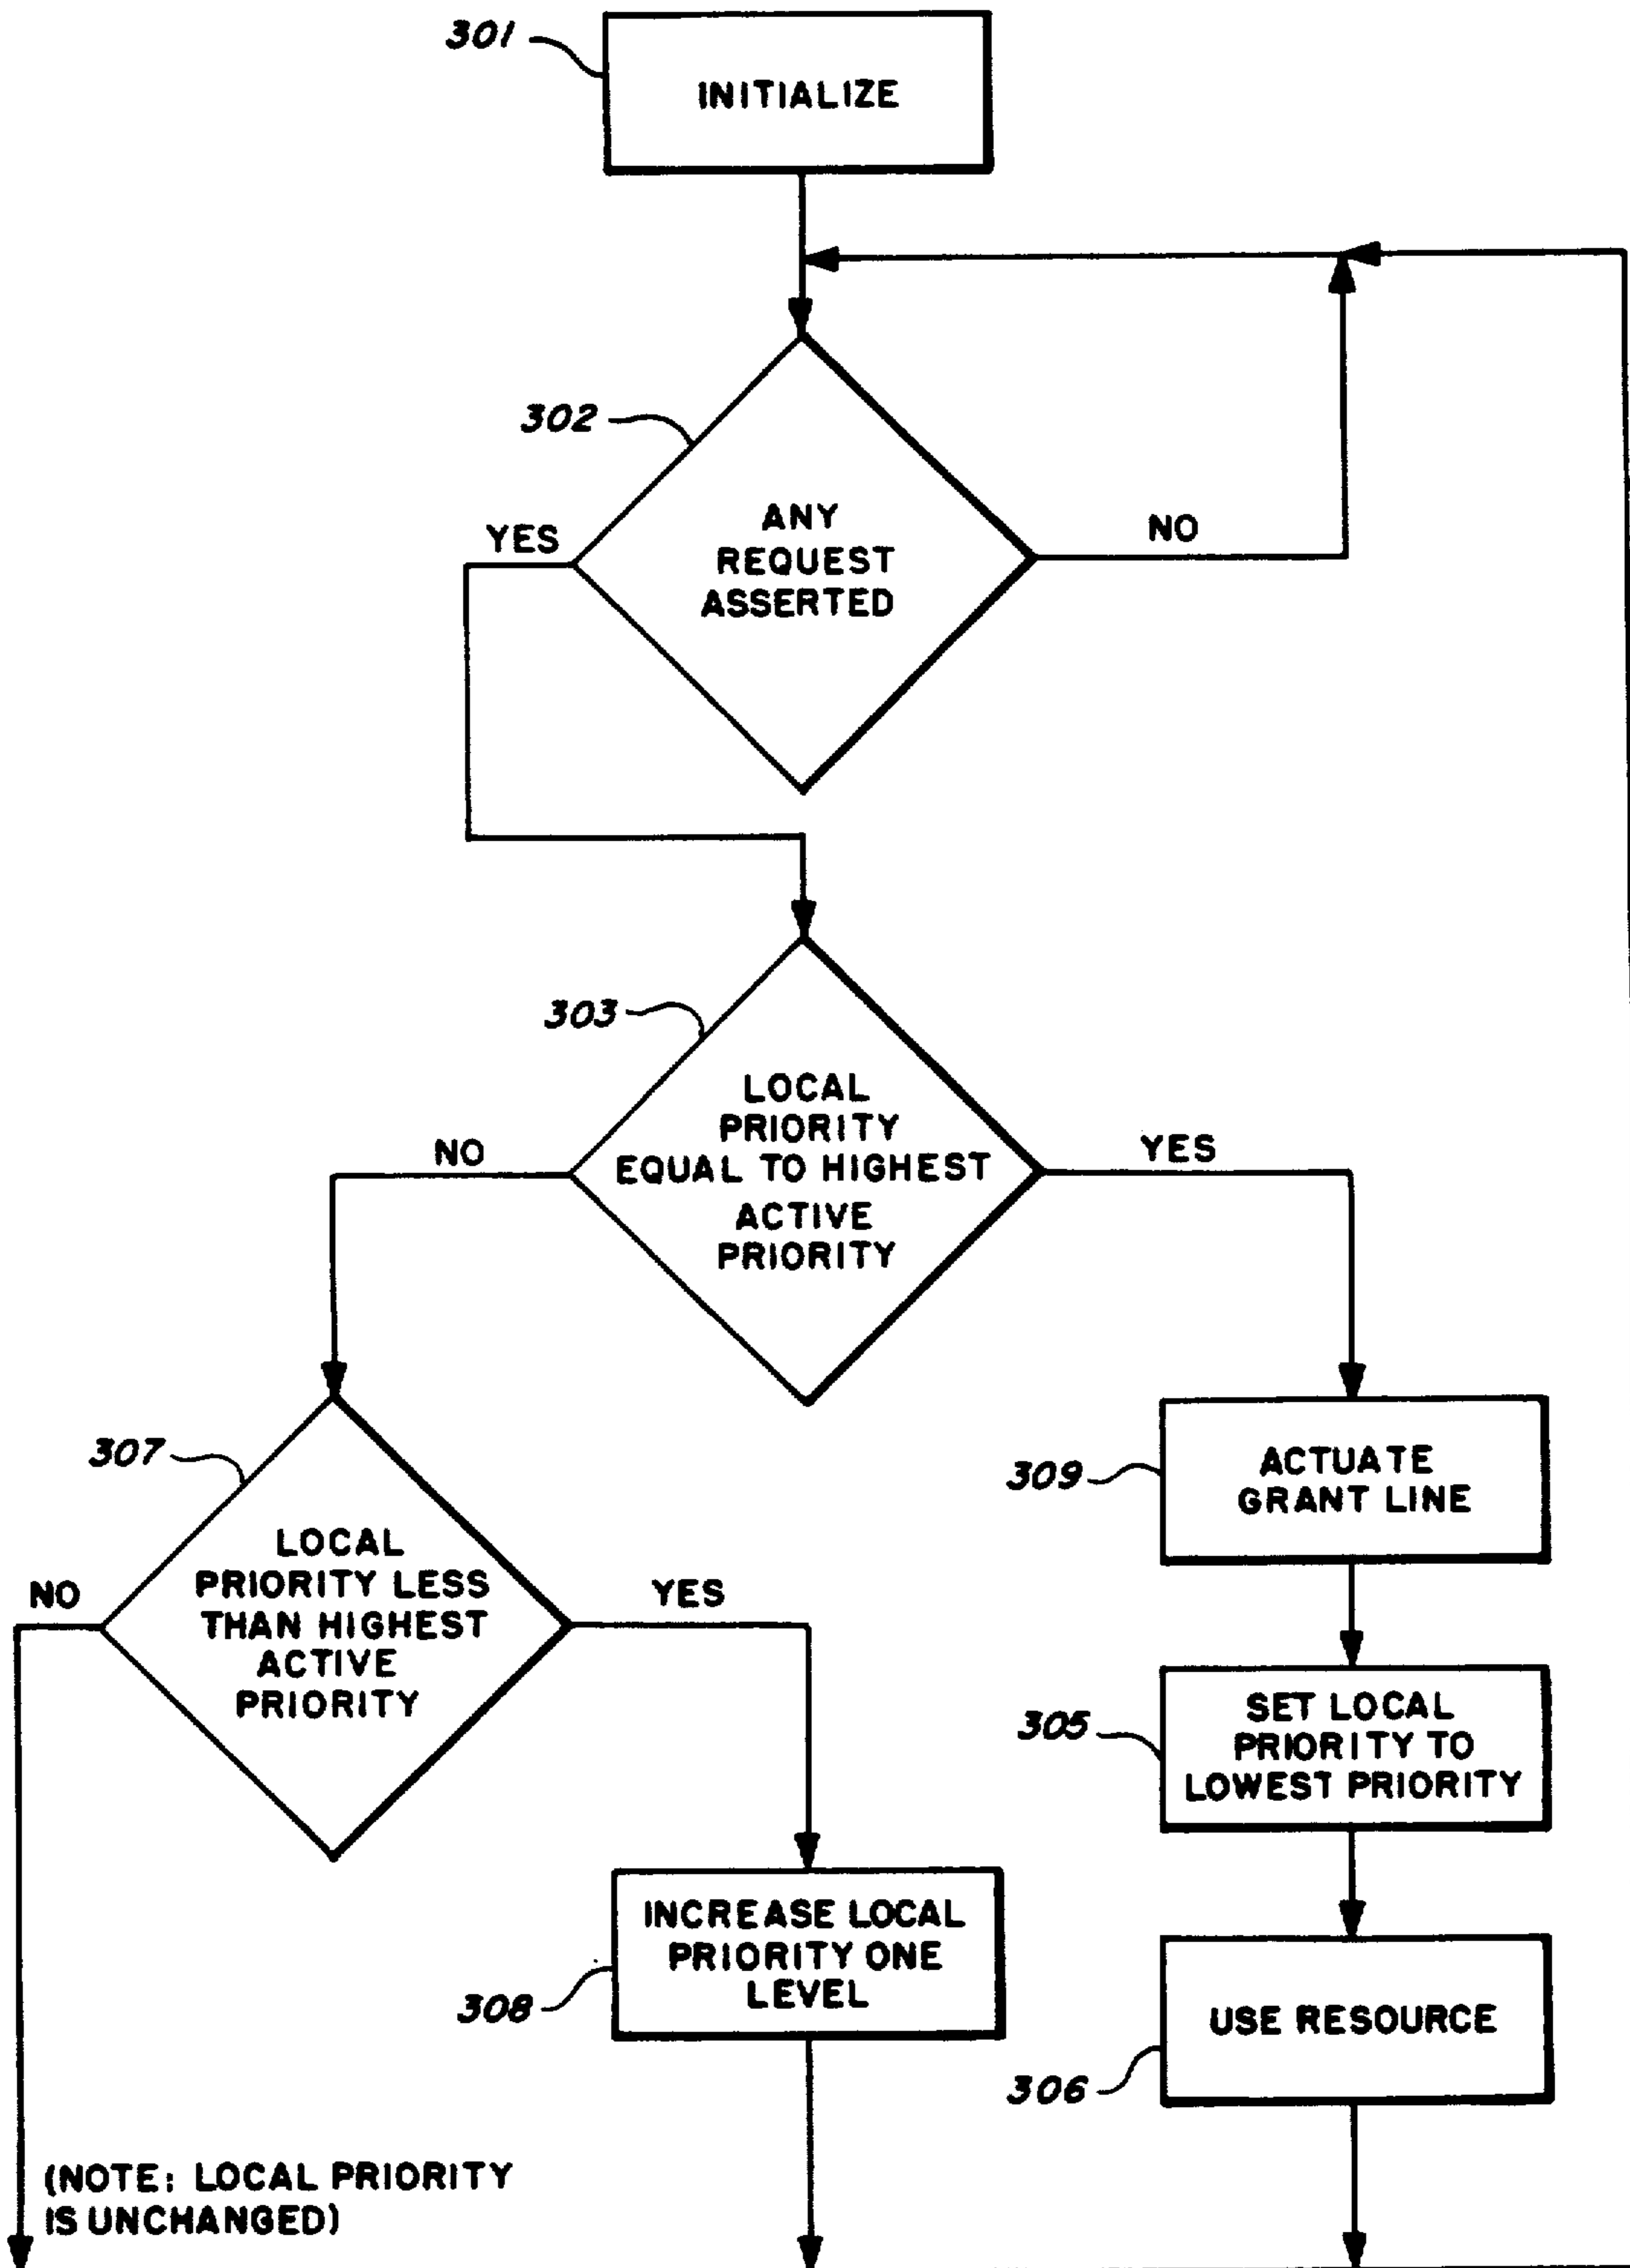 301
INITIALIZE
302
ANY
REQUEST
ASSERTED
YES
NO
303
LOCAL
PRIORITY
EQUAL TO HIGHEST
ACTIVE
PRIORITY
NO
YES
307
LOCAL
PRIORITY LESS
THAN HIGHEST
ACTIVE
PRIORITY
NO
YES
309
ACTUATE
GRANT LINE
305
SET LOCAL
PRIORITY TO
LOWEST PRIORITY
308
INCREASE LOCAL
PRIORITY ONE
LEVEL
306
USE RESOURCE
(NOTE: LOCAL PRIORITY
IS UNCHANGED)